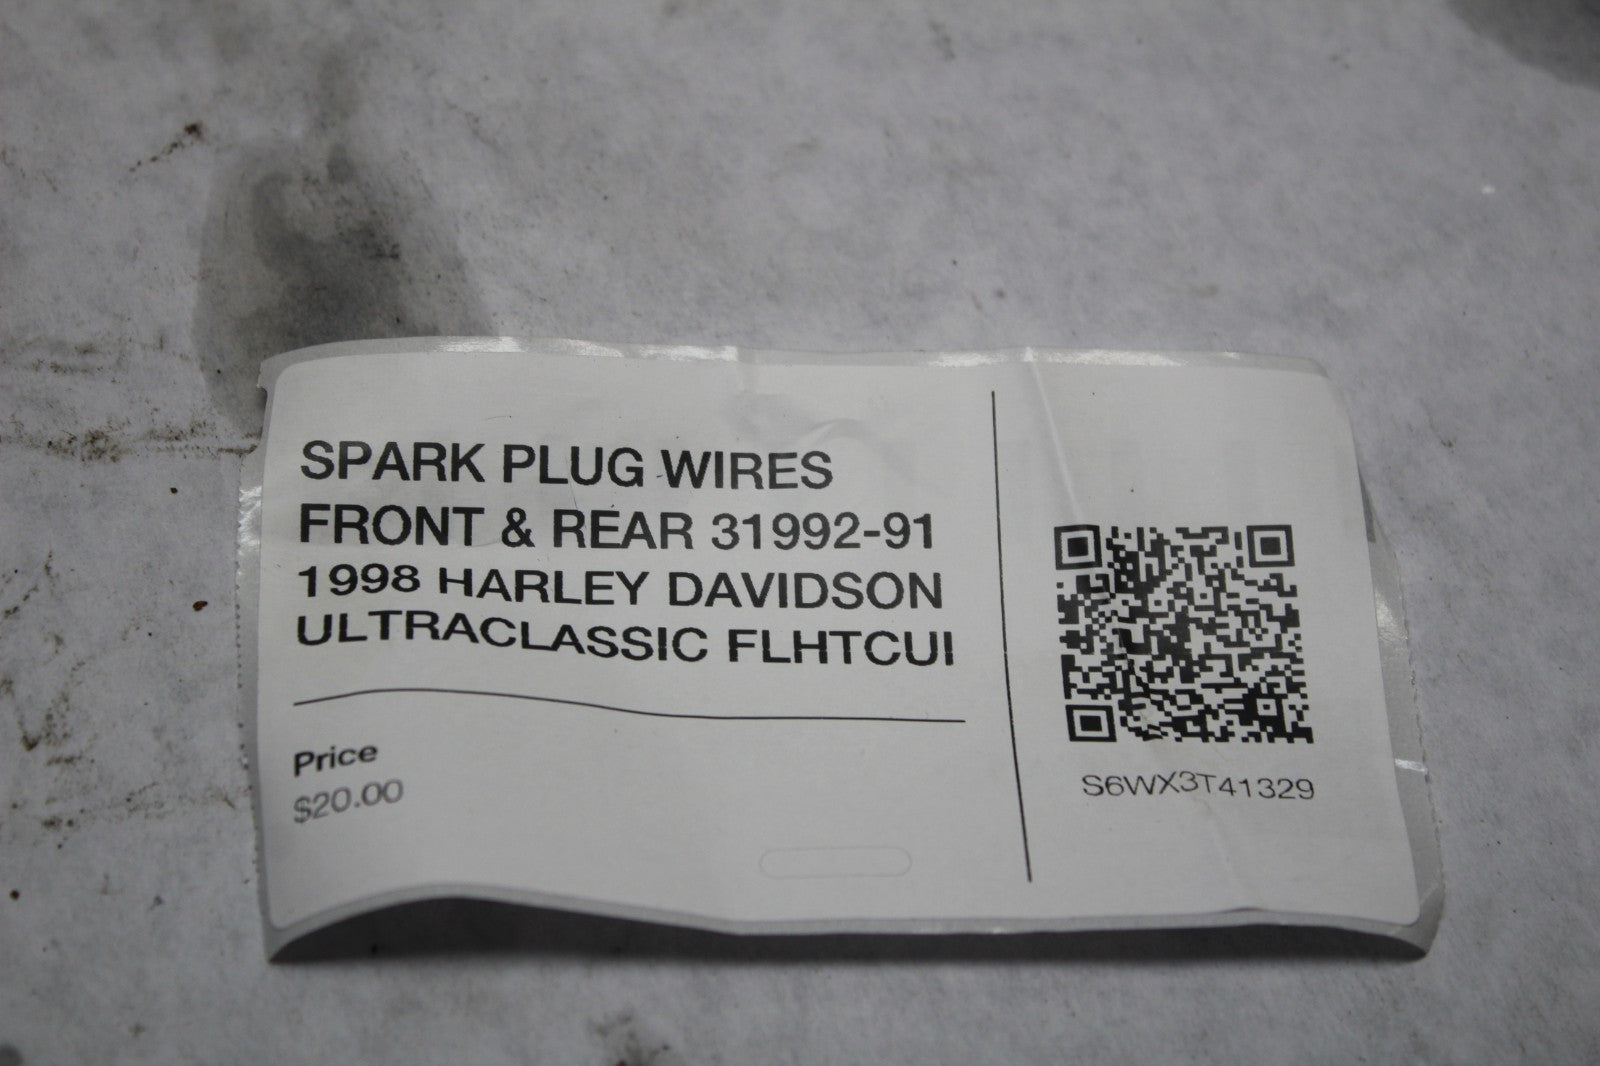 SPARK PLUG WIRES
FRONT & REAR 31992-91
1998 HARLEY DAVIDSON
ULTRACLASSIC FLHTCUI
Price
$20.00
S6WX3T41329